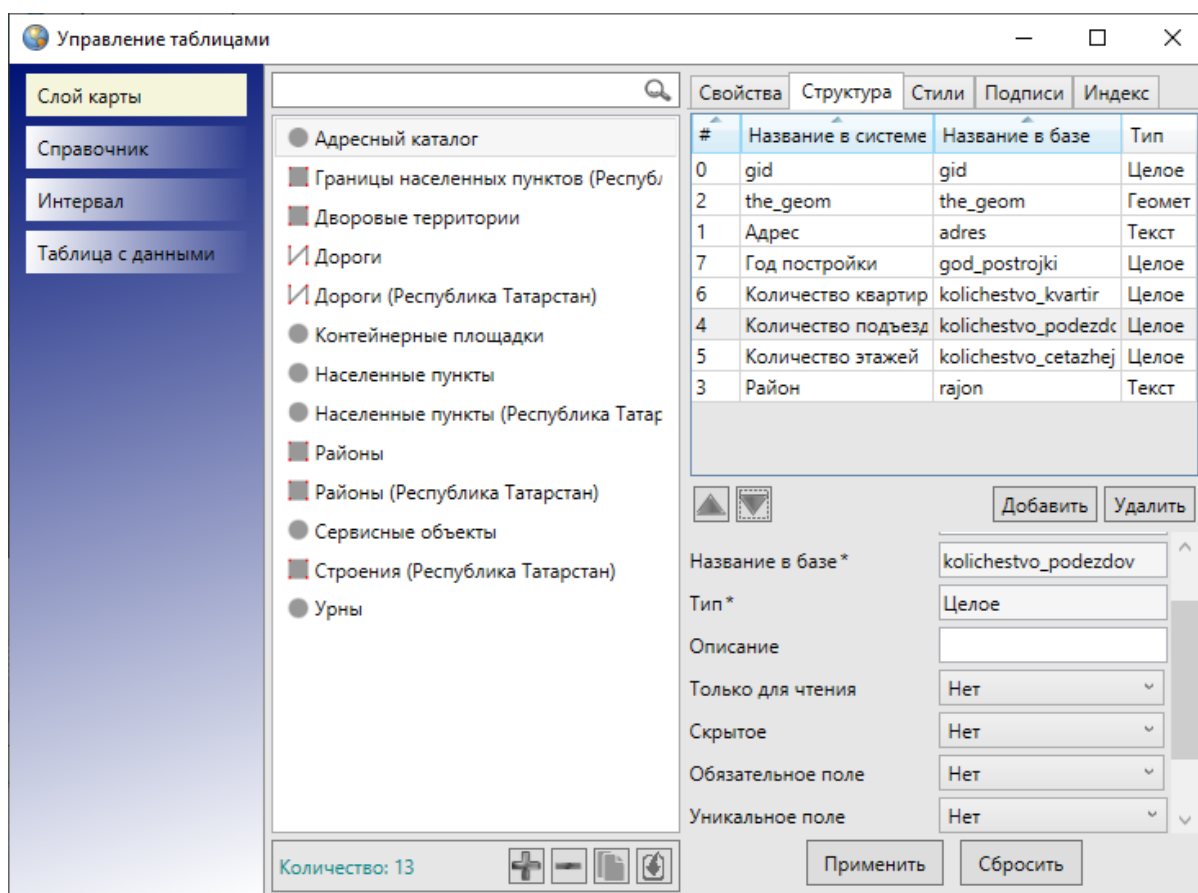 Управление таблицами
Слой карты
Справочник
Интервал
Таблица с данными
Адресный каталог
Границы населенных пунктов (Республ
Дворовые территории
Дороги
Дороги (Республика Татарстан)
Контейнерные площадки
Населенные пункты
Населенные пункты (Республика Татар
Районы
Районы (Республика Татарстан)
Сервисные объекты
Строения (Республика Татарстан)
Урны
Количество: 13
Свойства Структура Стили Подписи Индекс
# Название в системе Название в базе Тип
0 gid gid Целое
2 the_geom the_geom Геомет
1 Адрес adres Текст
7 Год постройки god_postrojki Целое
6 Количество квартир kolichestvo_kvartir Целое
4 Количество подъезд kolichestvo_podezdo Целое
5 Количество этажей kolichestvo_cetazhej Целое
3 Район rajon Текст
Добавить Удалить
Название в базе* kolichestvo_podezdov
Тип* Целое
Описание
Только для чтения Нет
Скрытое Нет
Обязательное поле Нет
Уникальное поле Нет
Применить Сбросить